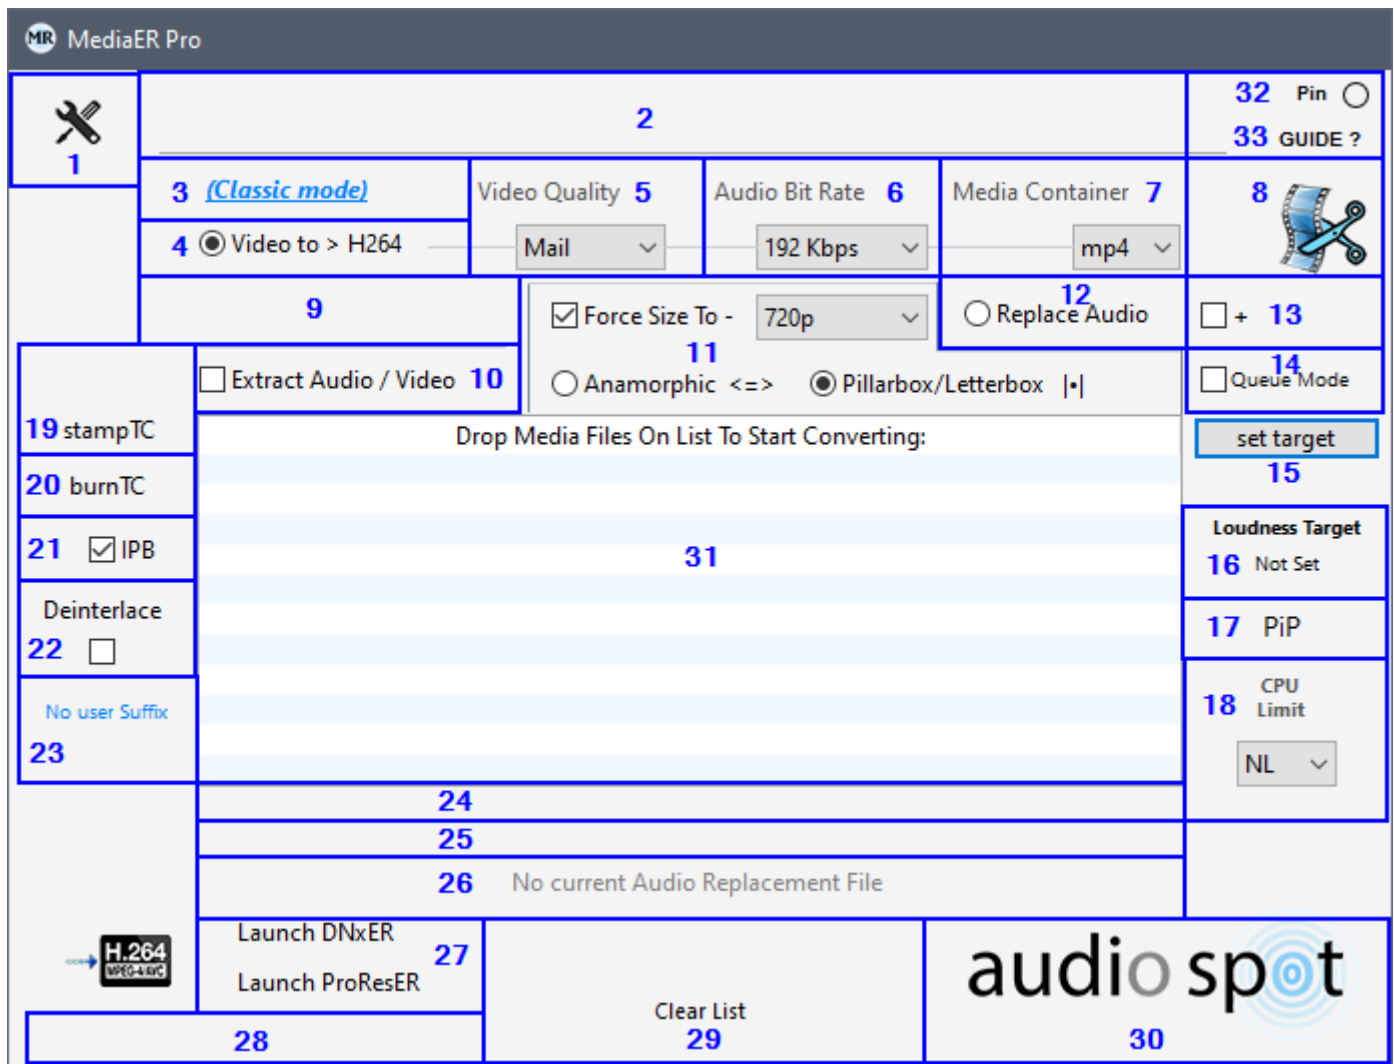 MR MediaER Pro
1
2
32 Pin
33 GUIDE ?
3 (Classic mode)
Video Quality 5
Audio Bit Rate 6
Media Container 7
8
4 Video to > H264
Mail
192 Kbps
mp4
9
Force Size To - 720p
11
Anamorphic <=> Pillarbox/Letterbox |•|
12
Replace Audio
+ 13
Extract Audio / Video 10
14
Queue Mode
19 stampTC
Drop Media Files On List To Start Converting:
set target
15
20 burnTC
21 IPB
31
Loudness Target
16 Not Set
Deinterlace
22
17 PiP
No user Suffix
23
CPU
18 Limit
NL
24
25
26 No current Audio Replacement File
H.264
MPEG-4/AVC
Launch DNxER
27
Launch ProResER
28
Clear List
29
audio spot
30